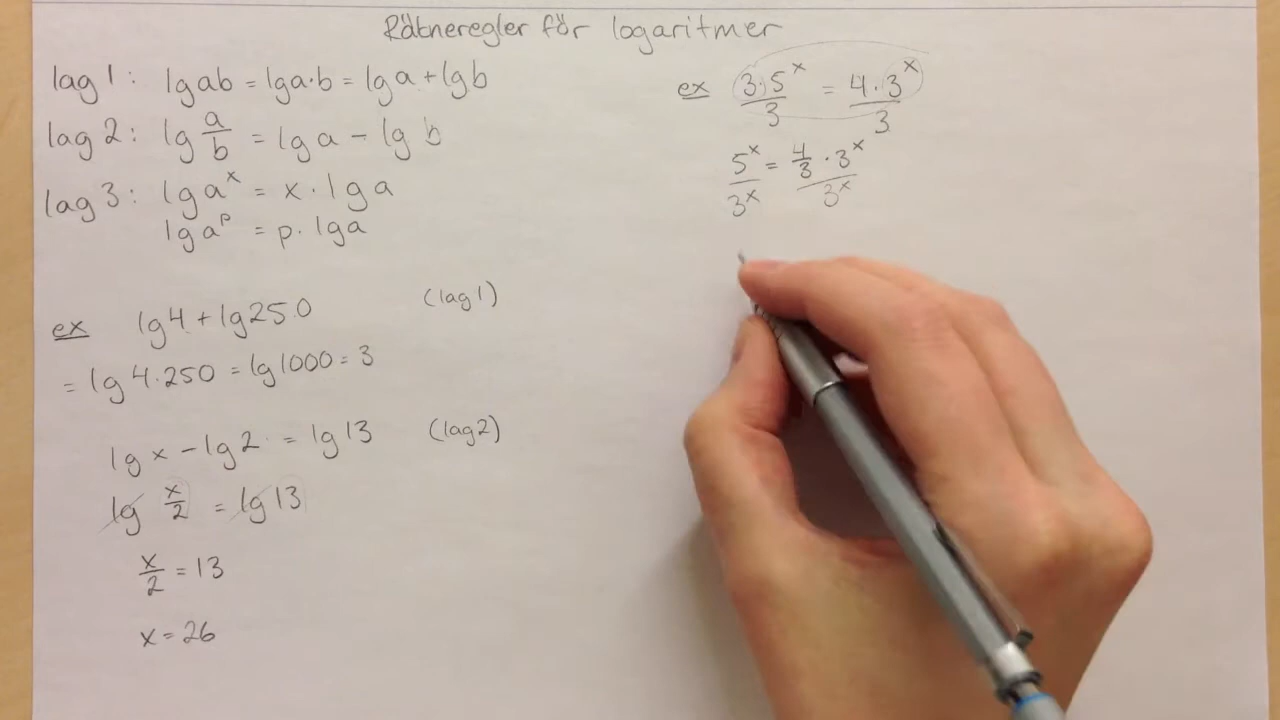 Räkneregler för logaritmer
lag 1: lg ab = lg a·b = lg a + lg b
lag 2: lg a/b = lg a - lg b
lag 3: lg a^x = x · lg a
lg a^p = p · lg a
ex lg 4 + lg 250 (lag 1)
= lg 4·250 = lg 1000 = 3
lg x - lg 2 = lg 13 (lag 2)
lg x/2 = lg 13
x/2 = 13
x = 26
ex 3·5^x/3 = 4·3^x/3
5^x/3^x = 4/3 · 3^x/3^x